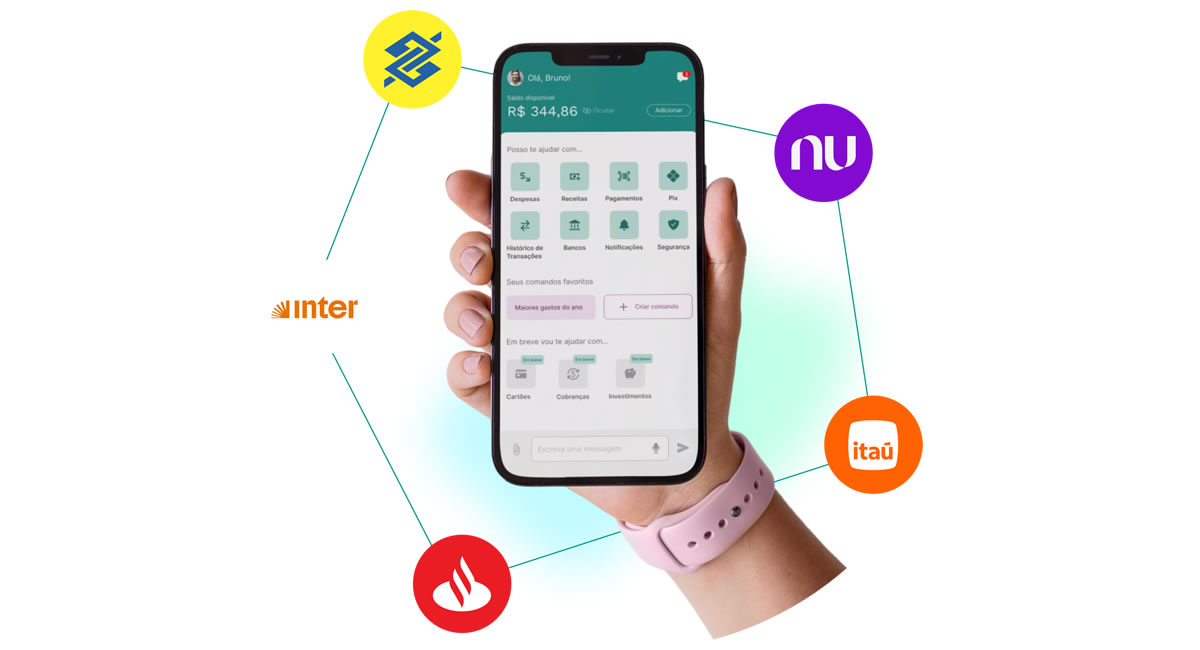 Olá, Bruno!
Saldo disponível
R$ 344,86
Ocultar
Adicionar
Posso te ajudar com...
Despesas
Receitas
Pagamentos
Pix
Histórico de
Transações
Bancos
Notificações
Segurança
Seus comandos favoritos
Maiores gastos do ano
+ Criar comando
Em breve vou te ajudar com...
Em breve
Em breve
Em breve
Cartões
Cobranças
Investimentos
Escreva uma mensagem
nu
inter
itaú